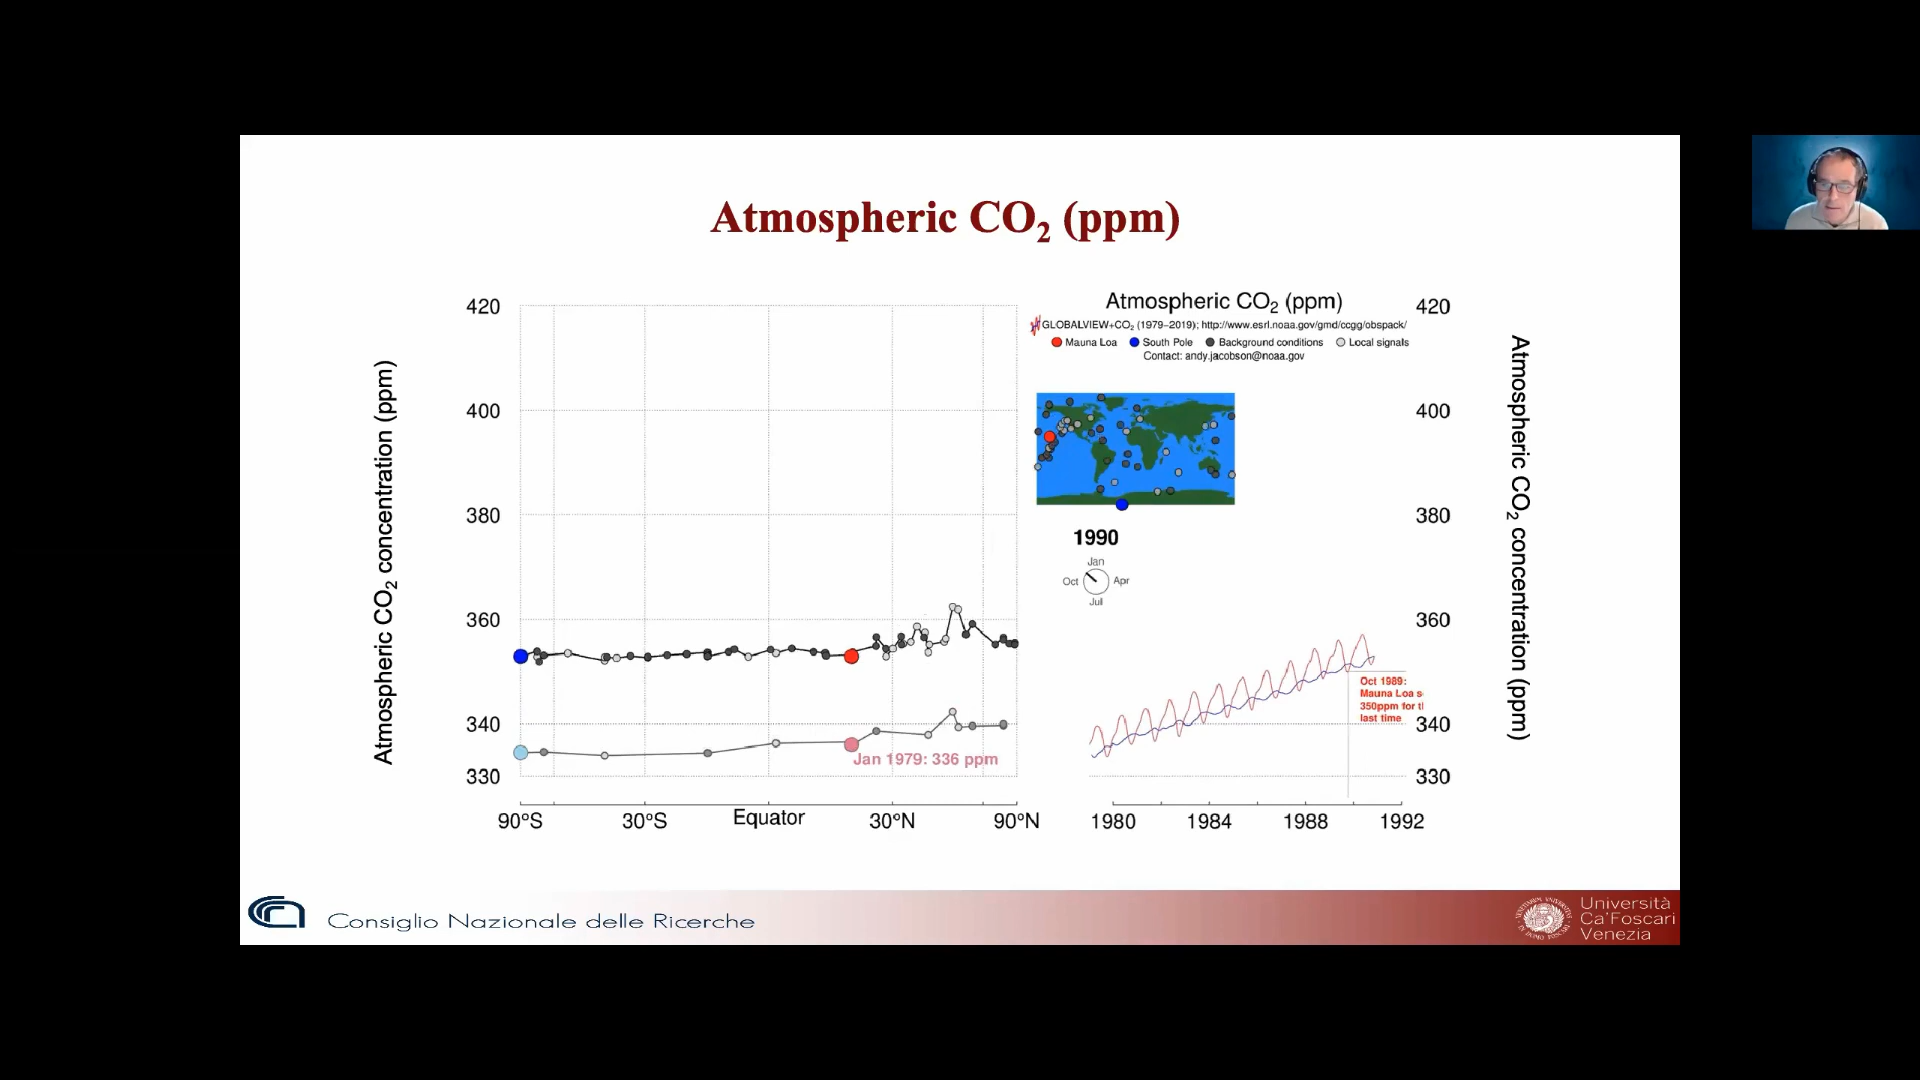 Atmospheric CO₂ (ppm)
Atmospheric CO₂ concentration (ppm)
420
400
380
360
340
330
90°S
30°S
Equator
30°N
90°N
Jan 1979: 336 ppm
Atmospheric CO₂ (ppm)
GLOBALVIEW+CO₂ (1979–2019); http://www.esrl.noaa.gov/gmd/ccgg/obspack/
Mauna Loa South Pole Background conditions Local signals
Contact: andy.jacobson@noaa.gov
1990
Jan
Oct Apr
Jul
Oct 1989:
Mauna Loa s
350ppm for t
last time
1980
1984
1988
1992
420
400
380
360
340
330
Atmospheric CO₂ concentration (ppm)
Consiglio Nazionale delle Ricerche
Università
Ca'Foscari
Venezia